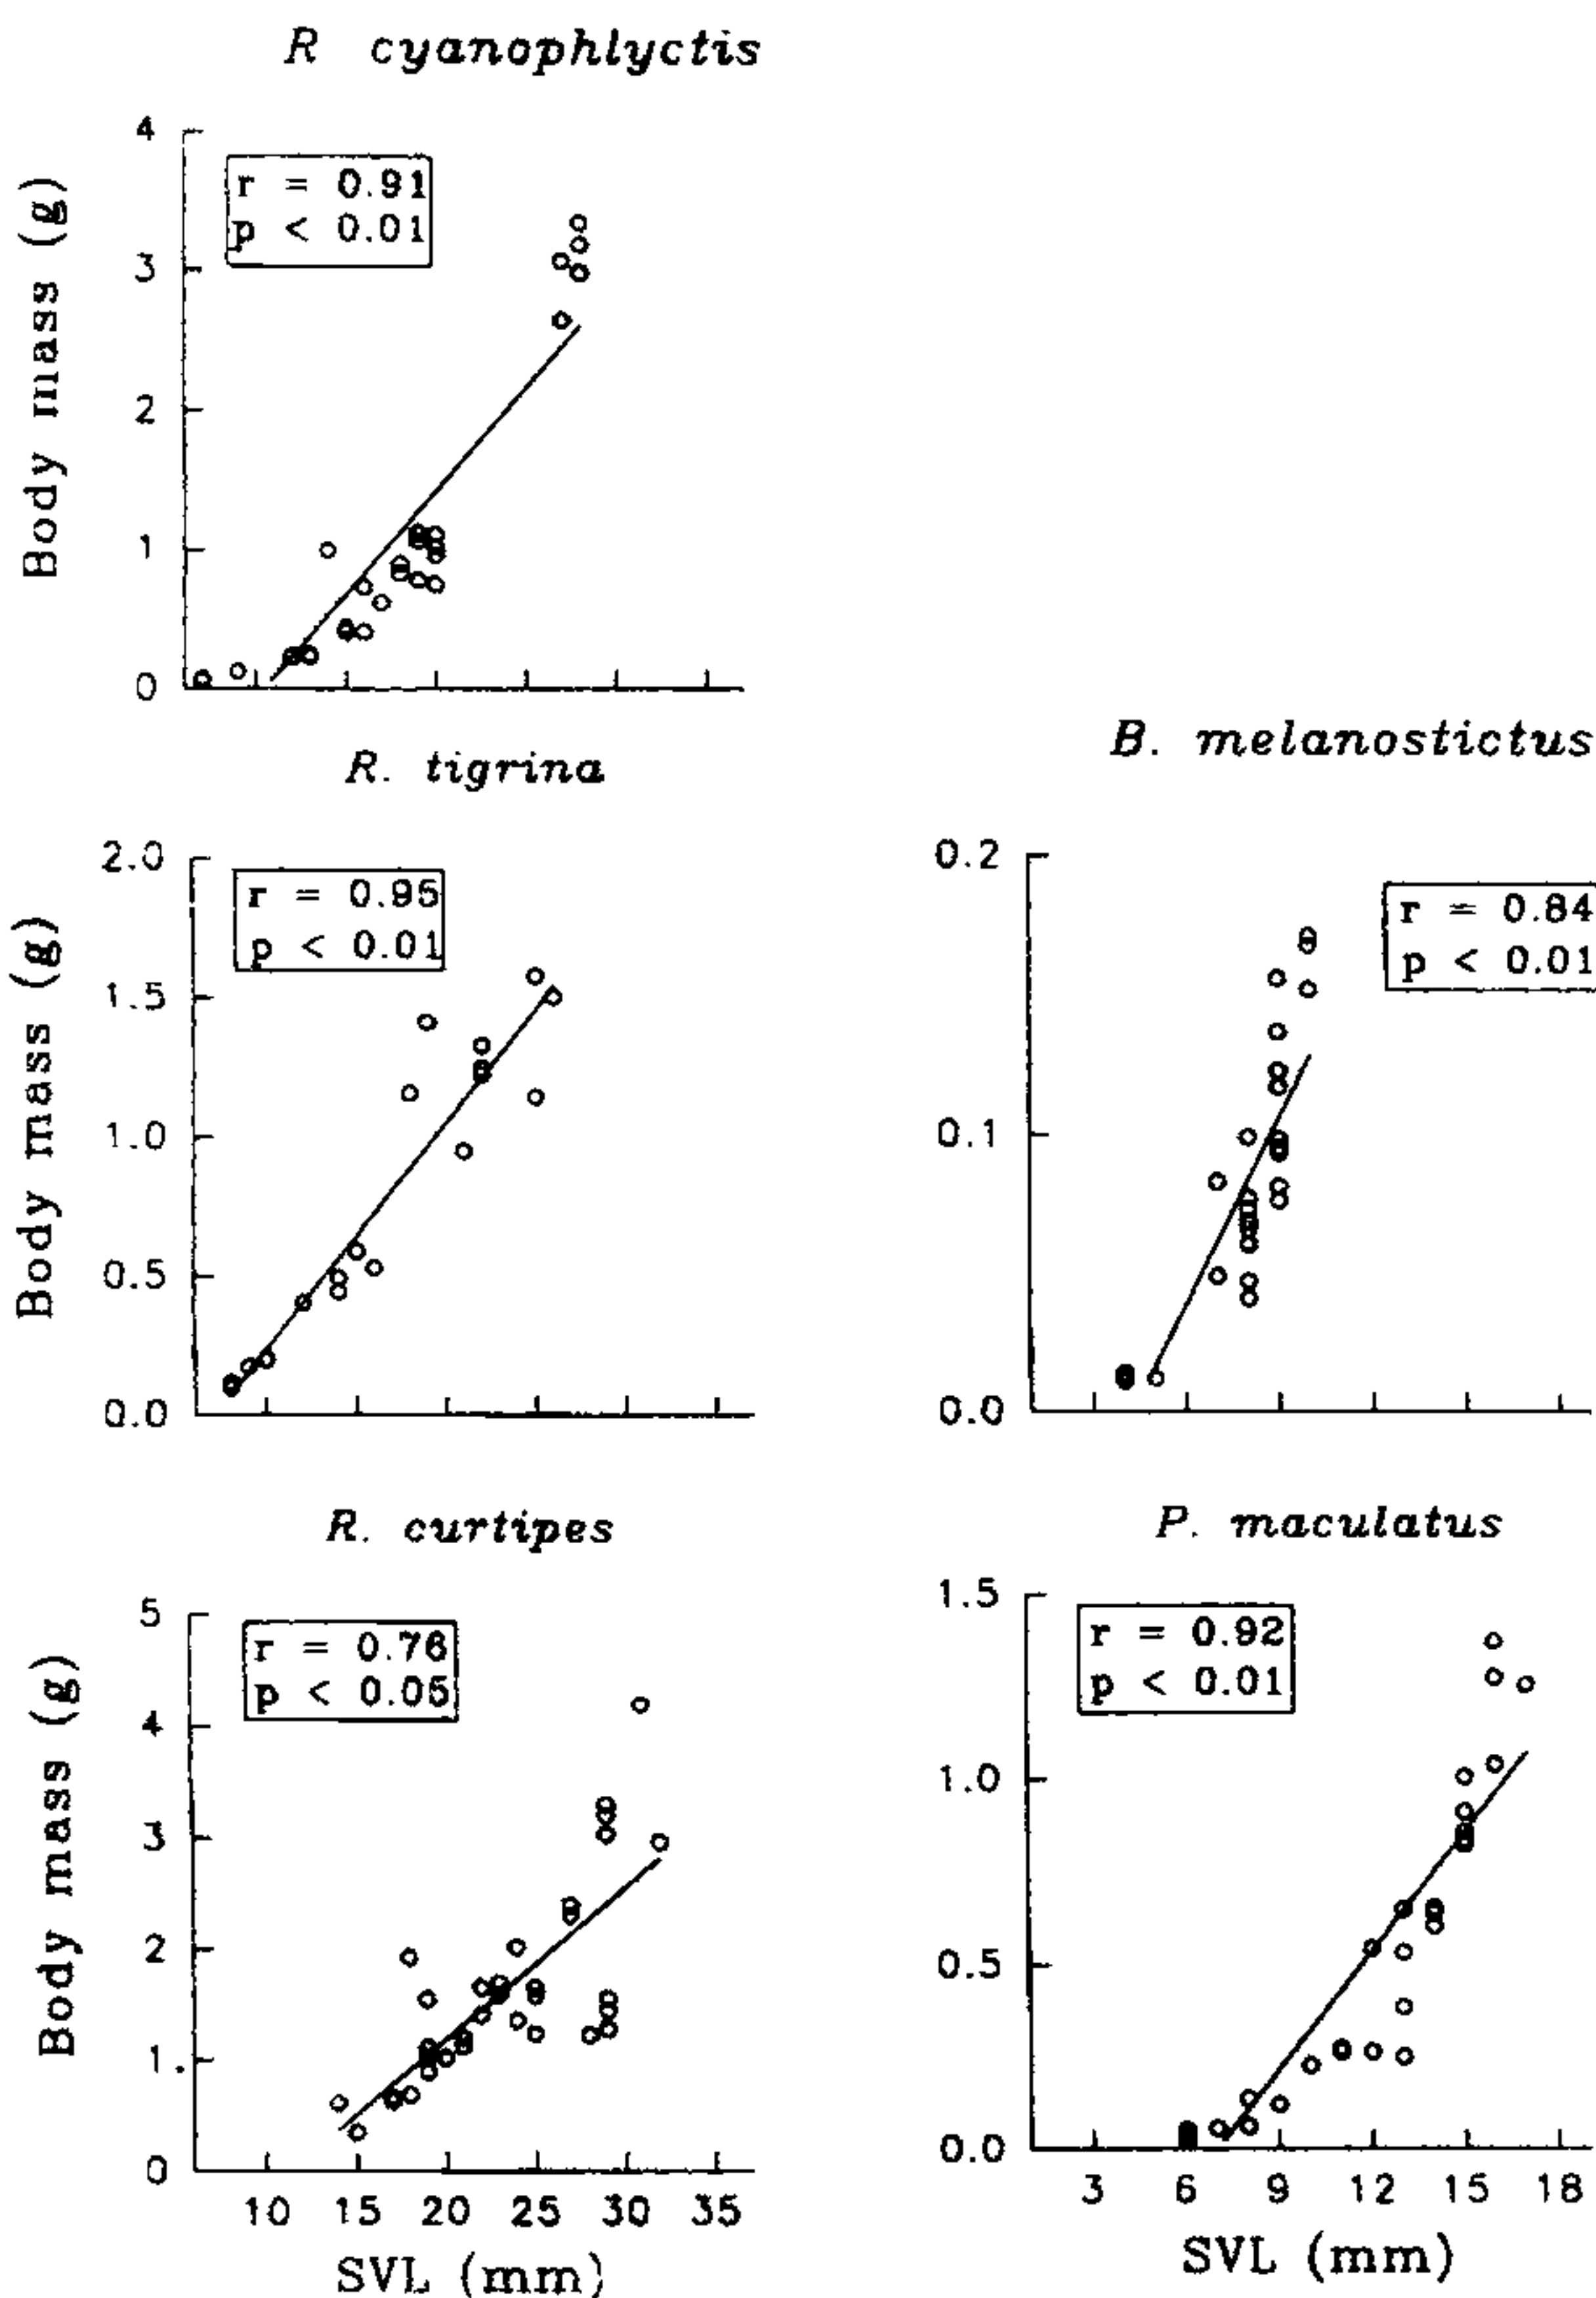 R cyanophlyctis
4
r = 0.91
p < 0.01
3
2
1
0
Body mass (g)
R. tigrina
2.0
r = 0.95
p < 0.01
1.5
1.0
0.5
0.0
Body mass (g)
B. melanostictus
0.2
r = 0.84
p < 0.01
0.1
0.0
R. curtipes
5
r = 0.76
p < 0.05
4
3
2
1.
0
Body mass (g)
10 15 20 25 30 35
SVL (mm)
P. maculatus
1.5
r = 0.92
p < 0.01
1.0
0.5
0.0
3 6 9 12 15 18
SVL (mm)